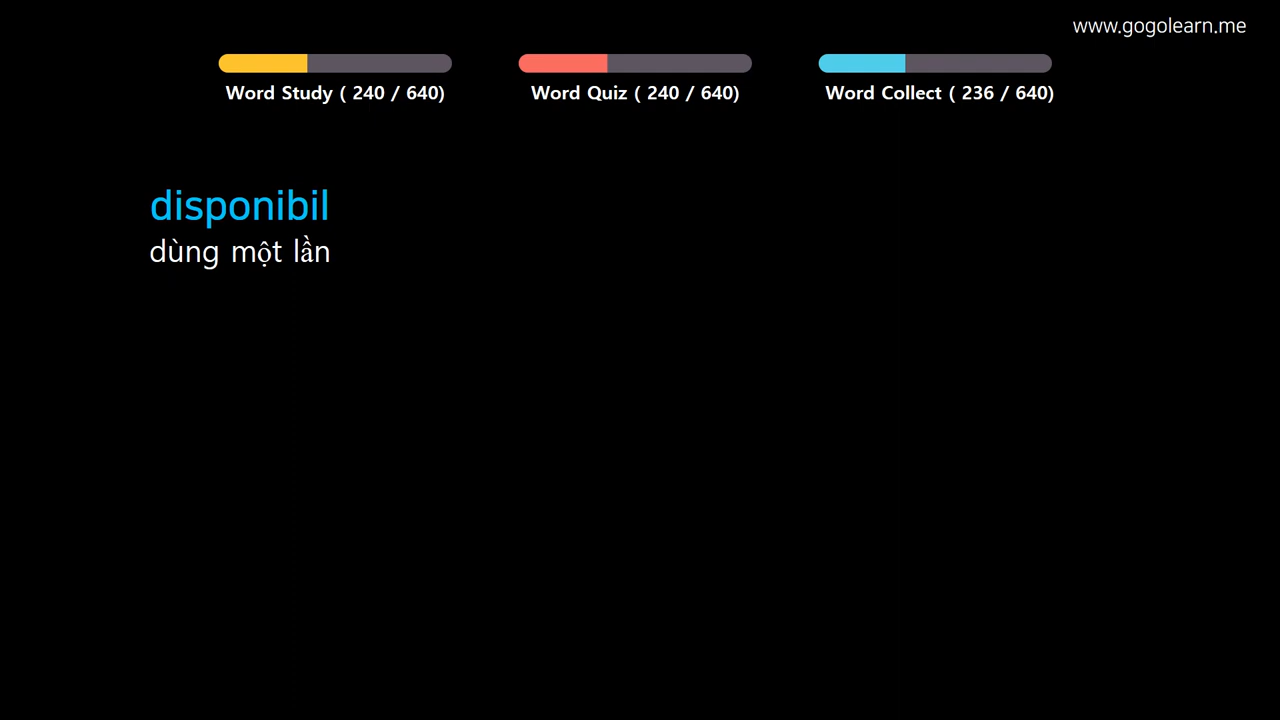 www.gogolearn.me
Word Study ( 240 / 640)
Word Quiz ( 240 / 640)
Word Collect ( 236 / 640)
disponibil
dùng một lần